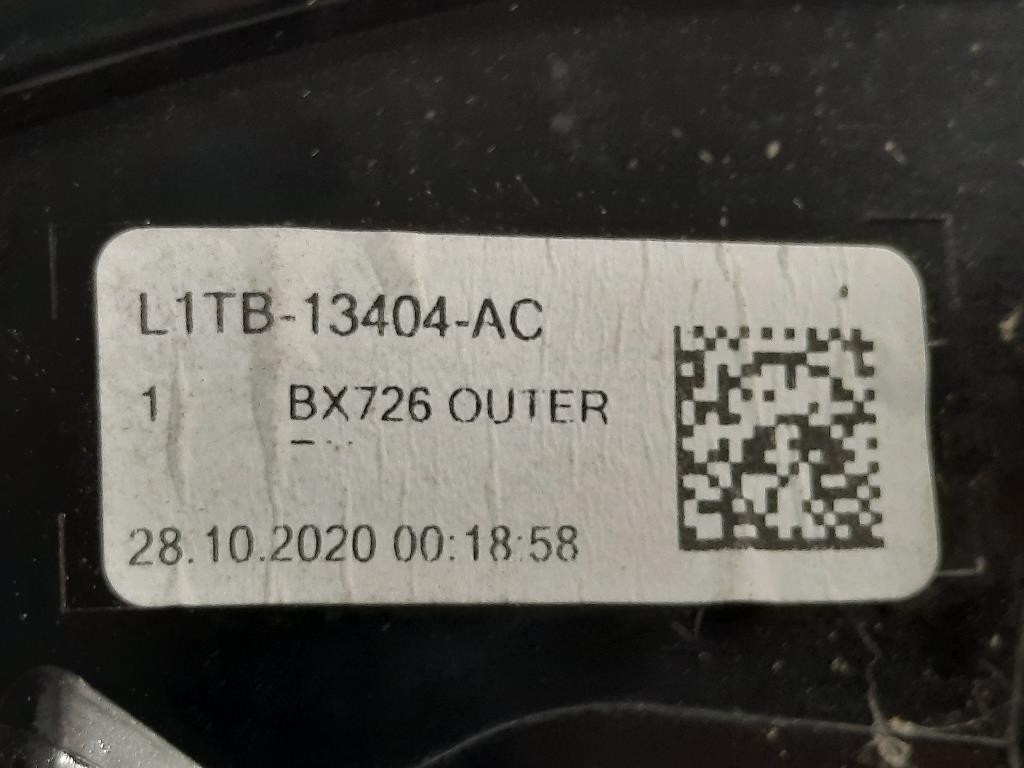 L1TB-13404-AC
1 BX726 OUTER
28.10.2020 00:18:58